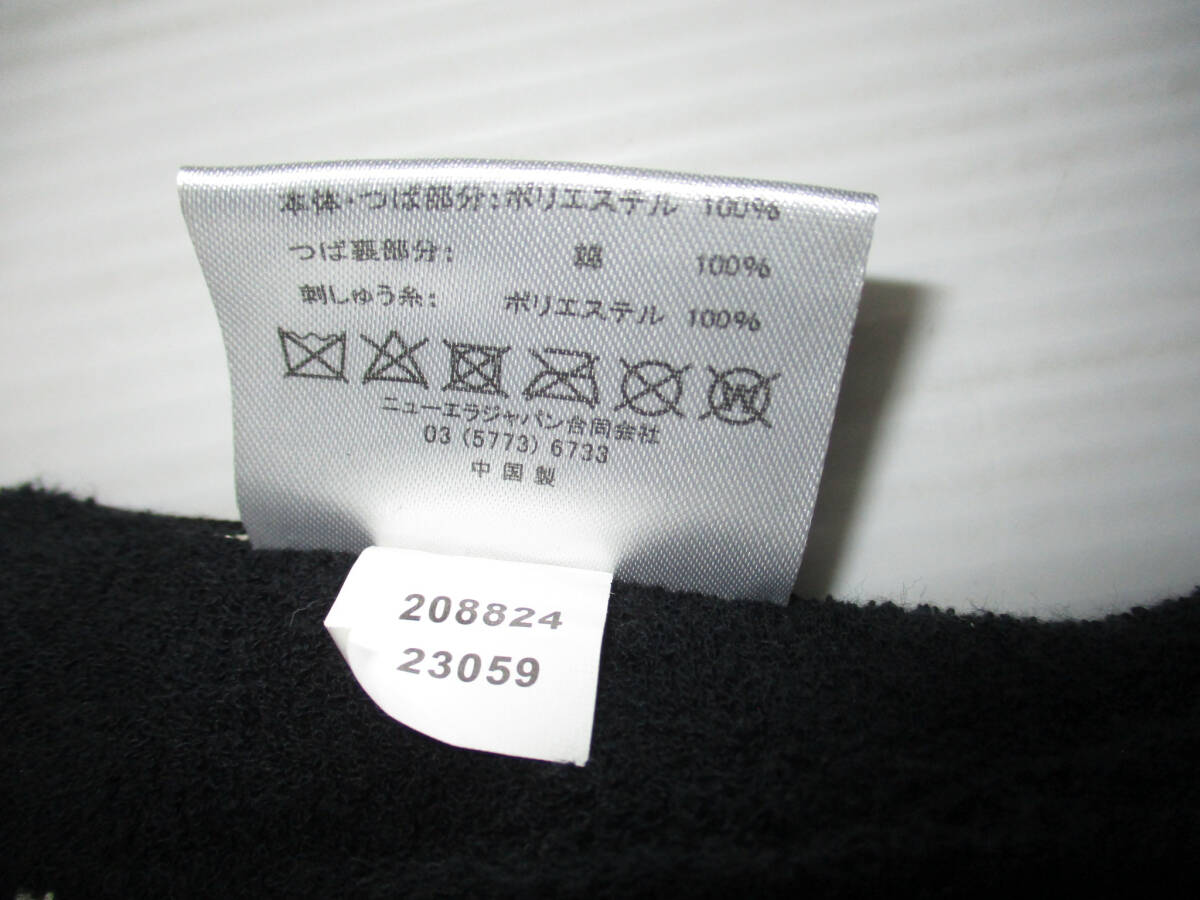 本体・つば部分:ポリエステル 100%
つば裏部分: 綿 100%
刺しゅう糸: ポリエステル 100%
W
ニューエラジャパン合同会社
03 (5773) 6733
中国製
208824
23059